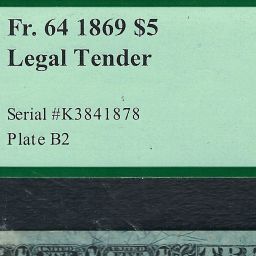 Fr. 64 1869 $5
Legal Tender
Serial #K3841878
Plate B2